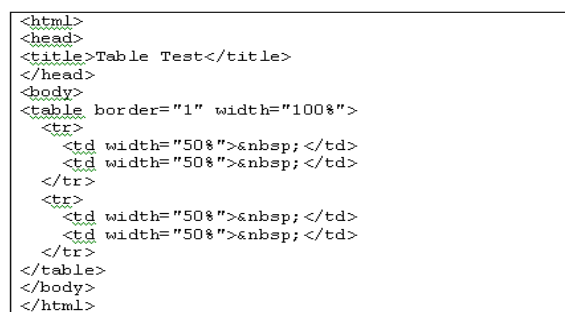 <html>
<head>
<title>Table Test</title>
</head>
<body>
<table border="1" width="100%">
  <tr>
    <td width="50%">&nbsp;</td>
    <td width="50%">&nbsp;</td>
  </tr>
  <tr>
    <td width="50%">&nbsp;</td>
    <td width="50%">&nbsp;</td>
  </tr>
</table>
</body>
</html>